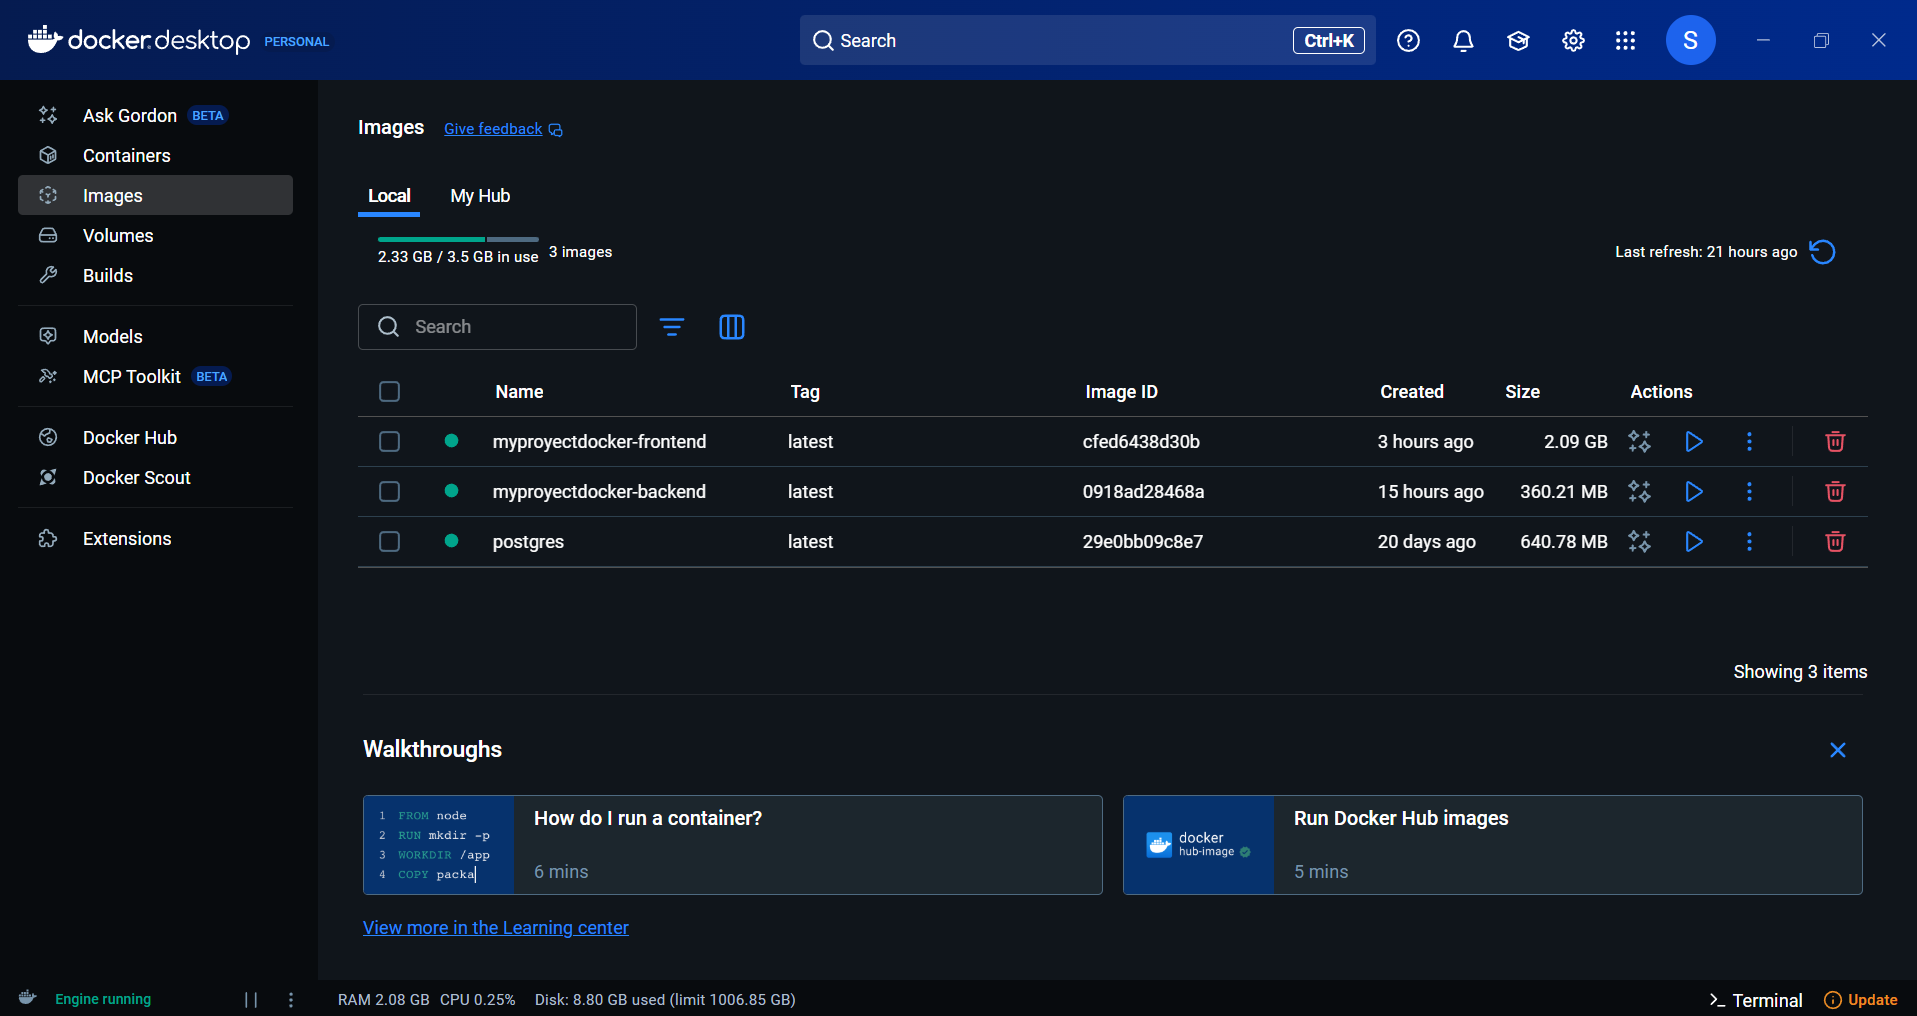 docker.desktop PERSONAL Search Ctrl+K S
Ask Gordon BETA
Containers
Images
Volumes
Builds
Models
MCP Toolkit BETA
Docker Hub
Docker Scout
Extensions
Images Give feedback
Local My Hub
2.33 GB / 3.5 GB in use 3 images Last refresh: 21 hours ago
Search
Name Tag Image ID Created Size Actions
myproyectdocker-frontend latest cfed6438d30b 3 hours ago 2.09 GB
myproyectdocker-backend latest 0918ad28468a 15 hours ago 360.21 MB
postgres latest 29e0bb09c8e7 20 days ago 640.78 MB
Showing 3 items
Walkthroughs
1 FROM node
2 RUN mkdir -p
3 WORKDIR /app
4 COPY packa
How do I run a container?
6 mins
docker
hub-image
Run Docker Hub images
5 mins
View more in the Learning center
Engine running RAM 2.08 GB CPU 0.25% Disk: 8.80 GB used (limit 1006.85 GB) >_ Terminal Update